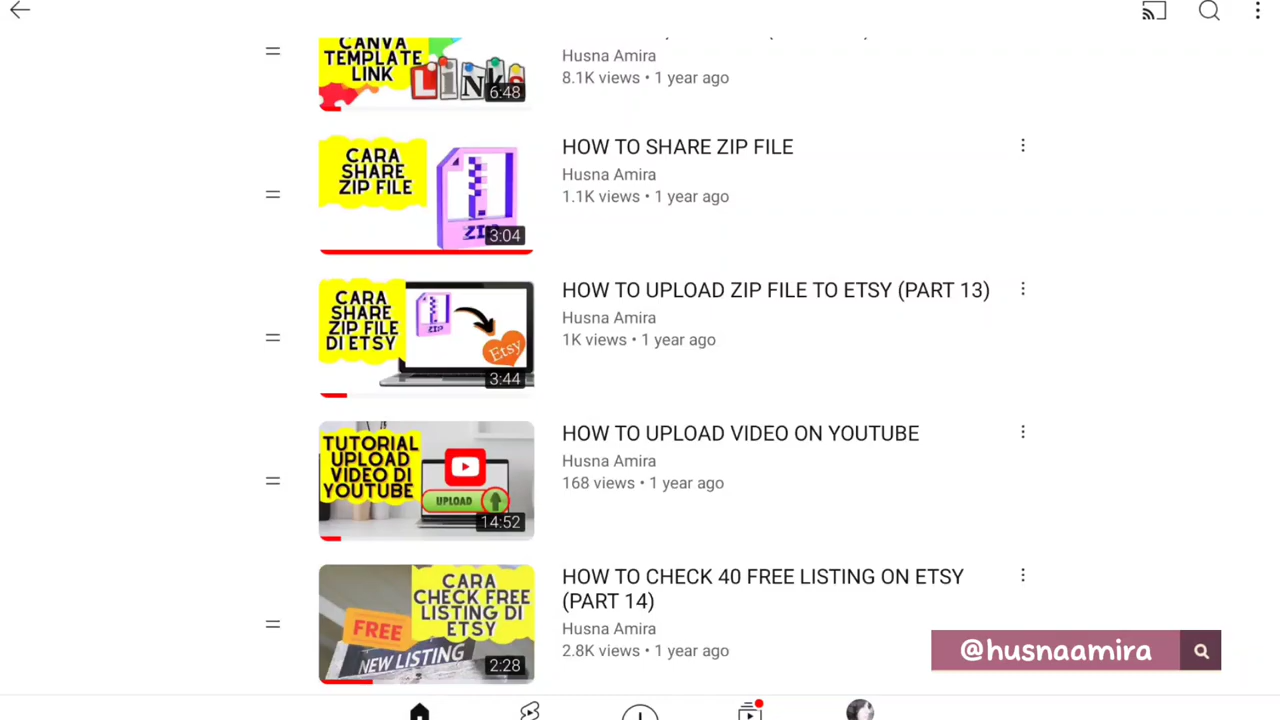 CANVA
TEMPLATE
LINK
LINKS
6:48
Husna Amira
8.1K views • 1 year ago
CARA
SHARE
ZIP FILE
ZIP
3:04
HOW TO SHARE ZIP FILE
Husna Amira
1.1K views • 1 year ago
CARA
SHARE
ZIP FILE
DI ETSY
ZIP
Etsy
3:44
HOW TO UPLOAD ZIP FILE TO ETSY (PART 13)
Husna Amira
1K views • 1 year ago
TUTORIAL
UPLOAD
VIDEO DI
YOUTUBE
UPLOAD
14:52
HOW TO UPLOAD VIDEO ON YOUTUBE
Husna Amira
168 views • 1 year ago
CARA
CHECK FREE
LISTING DI
ETSY
FREE
NEW LISTING
2:28
HOW TO CHECK 40 FREE LISTING ON ETSY
(PART 14)
Husna Amira
2.8K views • 1 year ago
@husnaamira